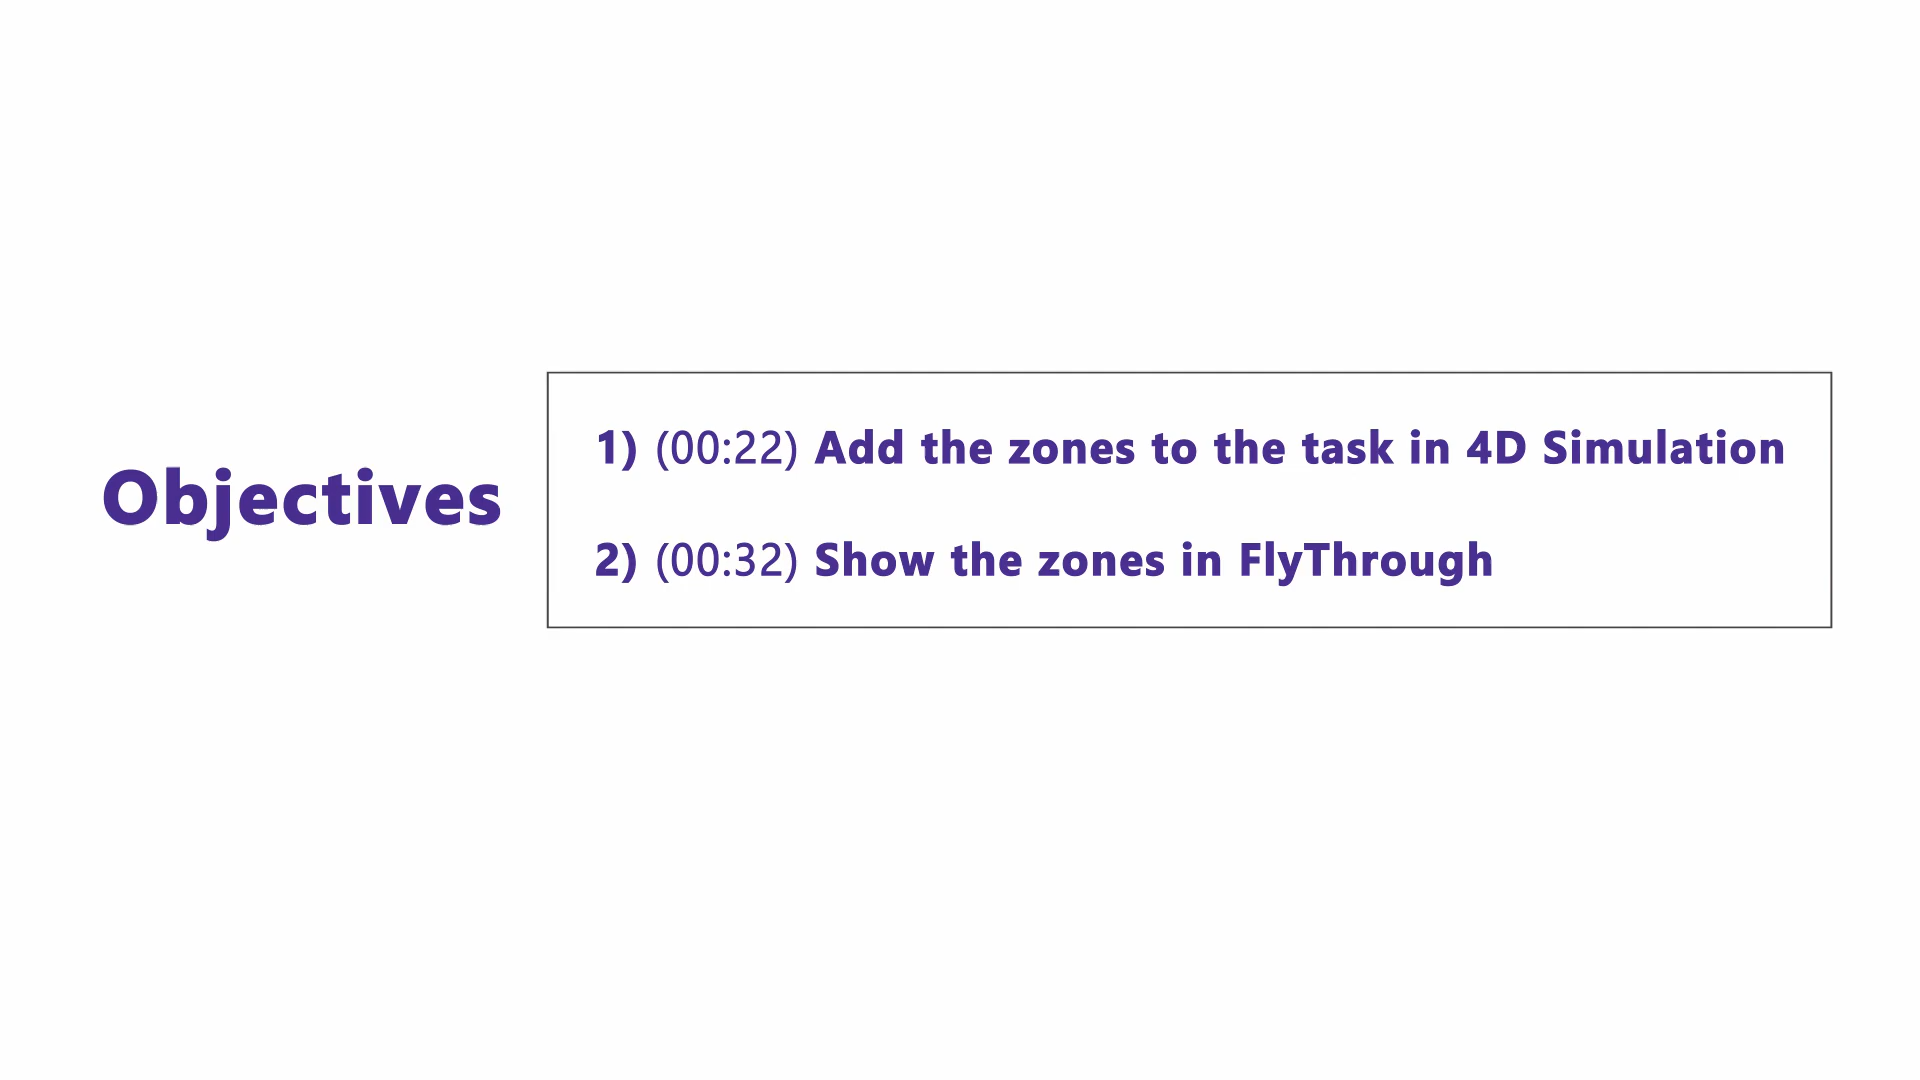 Objectives
1) (00:22) Add the zones to the task in 4D Simulation
2) (00:32) Show the zones in FlyThrough